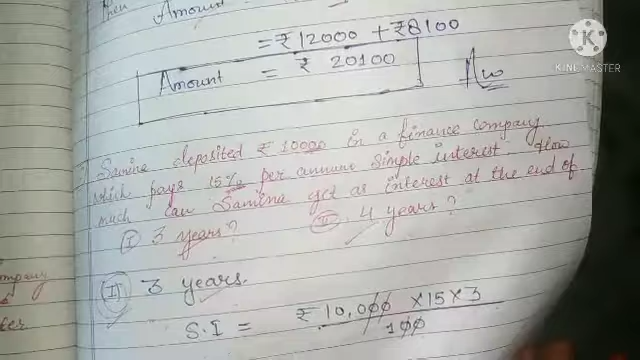 Then Amount
= ₹ 12000 + ₹8100
Amount = ₹ 20100
Ans
KINEMASTER
Samina deposited ₹ 10000 in a finance company
which pays 15% per annum simple interest. How
much can Samina get as interest at the end of
(I) 3 years? (II) 4 years?
(I) 3 years.
S.I = ₹ 10,000 × 15 × 3
100
ompany